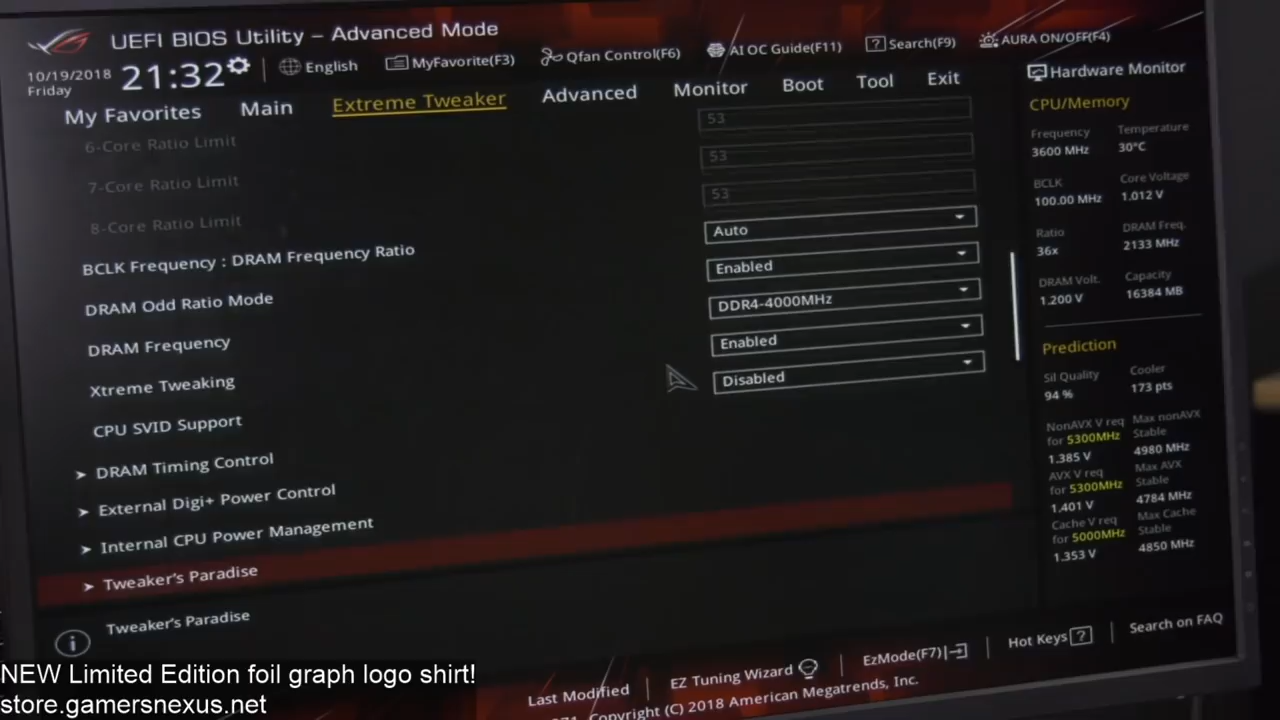 UEFI BIOS Utility – Advanced Mode
10/19/2018
Friday
21:32
English
MyFavorite(F3)
Qfan Control(F6)
AI OC Guide(F11)
? Search(F9)
AURA ON/OFF(F4)
My Favorites
Main
Extreme Tweaker
Advanced
Monitor
Boot
Tool
Exit
6-Core Ratio Limit
53
7-Core Ratio Limit
53
8-Core Ratio Limit
53
BCLK Frequency : DRAM Frequency Ratio
Auto
DRAM Odd Ratio Mode
Enabled
DRAM Frequency
DDR4-4000MHz
Xtreme Tweaking
Enabled
CPU SVID Support
Disabled
DRAM Timing Control
External Digi+ Power Control
Internal CPU Power Management
Tweaker's Paradise
i Tweaker's Paradise
Hardware Monitor
CPU/Memory
Frequency Temperature
3600 MHz 30°C
BCLK Core Voltage
100.00 MHz 1.012 V
Ratio DRAM Freq.
36x 2133 MHz
DRAM Volt. Capacity
1.200 V 16384 MB
Prediction
Sil Quality Cooler
94 % 173 pts
NonAVX V req Max nonAVX
for 5300MHz Stable
1.385 V 4980 MHz
AVX V req Max AVX
for 5300MHz Stable
1.401 V 4784 MHz
Cache V req Max Cache
for 5000MHz Stable
1.353 V 4850 MHz
Last Modified
EZ Tuning Wizard
EzMode(F7)
Hot Keys ?
Search on FAQ
Copyright (C) 2018 American Megatrends, Inc.
NEW Limited Edition foil graph logo shirt!
store.gamersnexus.net